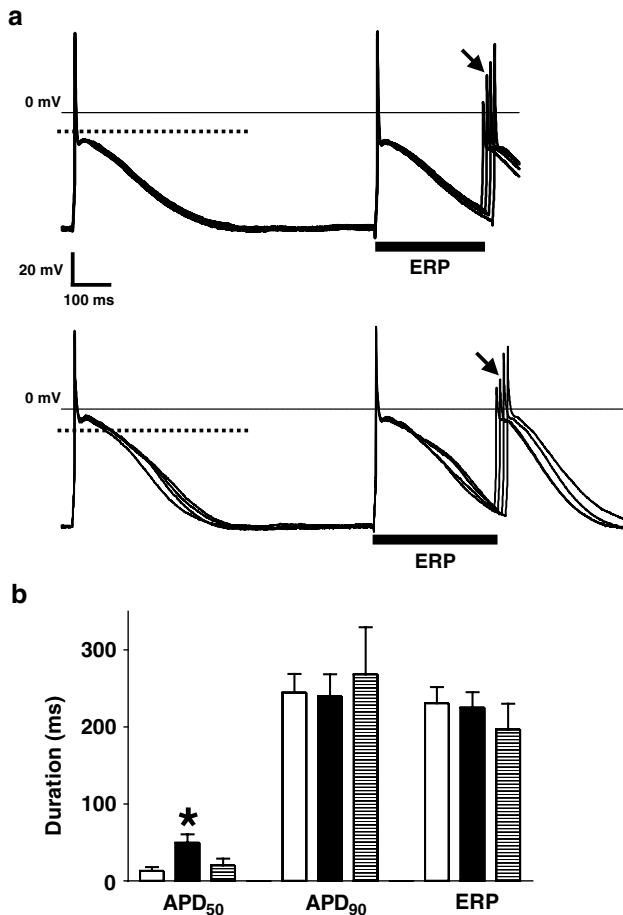 a
0 mV
ERP
20 mV
100 ms
0 mV
ERP
b
Duration (ms)
300
200
100
0
*
APD50
APD90
ERP